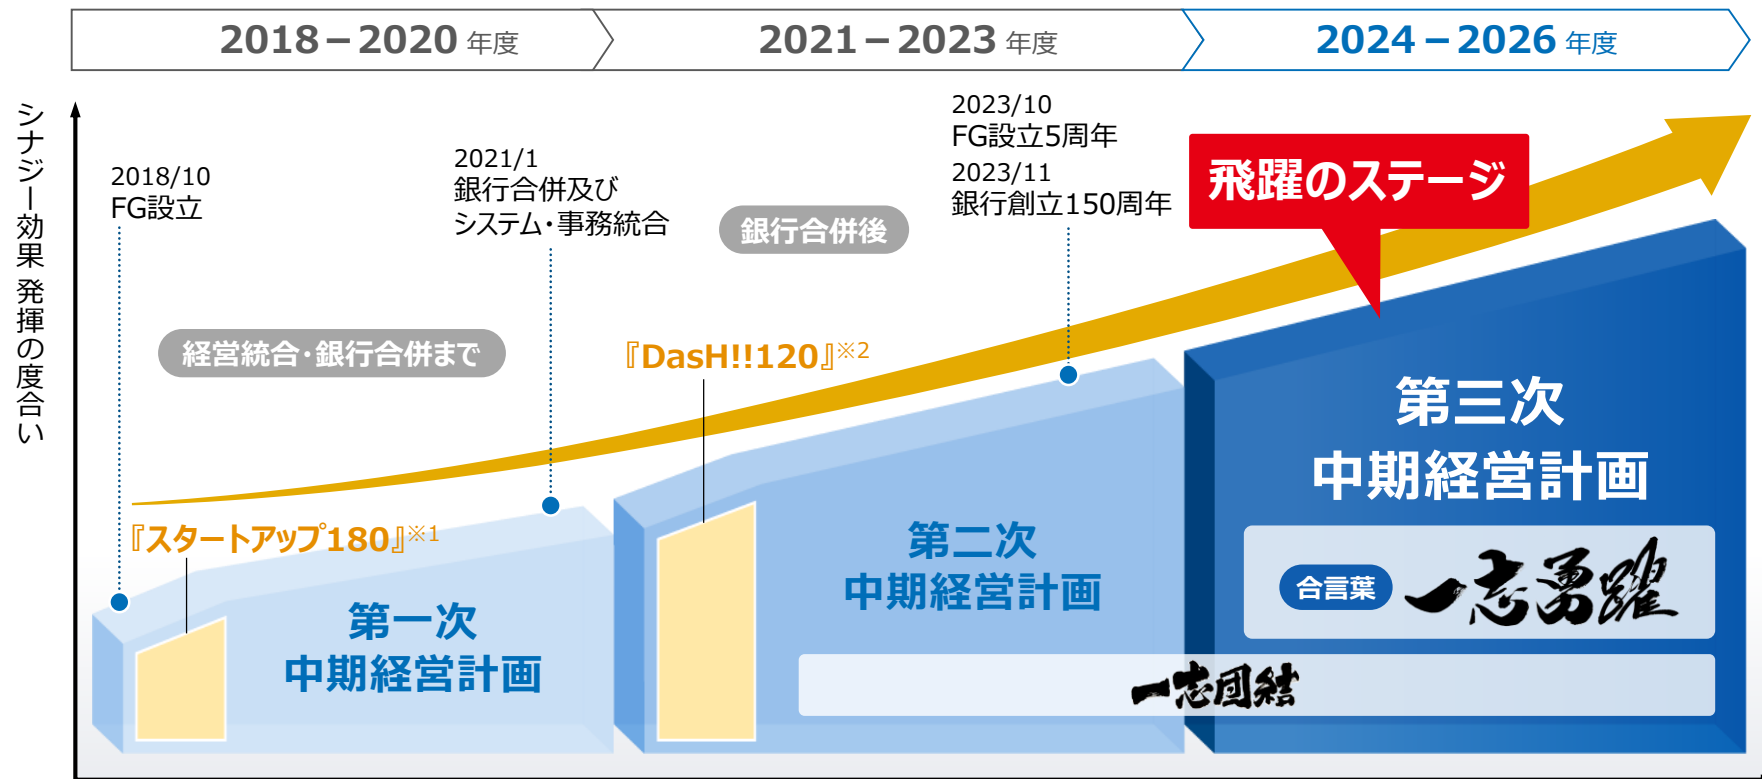 2018－2020 年度
2021－2023 年度
2024－2026 年度
シナジー効果 発揮の度合い
2018/10
FG設立
2021/1
銀行合併及び
システム・事務統合
2023/10
FG設立5周年
2023/11
銀行創立150周年
飛躍のステージ
銀行合併後
経営統合・銀行合併まで
『DasH!!120』※2
『スタートアップ180』※1
第一次
中期経営計画
第二次
中期経営計画
第三次
中期経営計画
合言葉 一志勇躍
一志団結